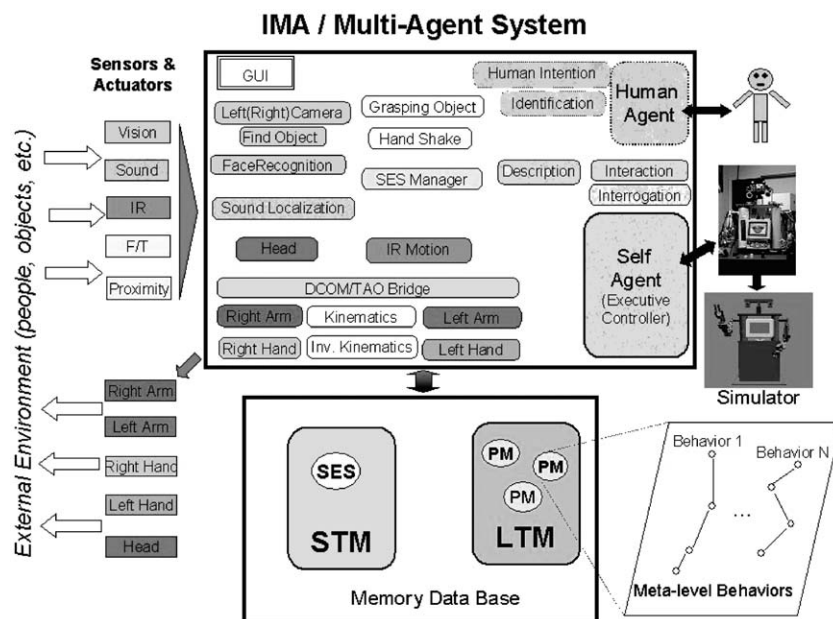 IMA / Multi-Agent System
Sensors &
Actuators
External Environment (people, objects, etc.)
Vision
Sound
IR
F/T
Proximity
GUI
Human Intention
Identification
Human
Agent
Left(Right)Camera
Grasping Object
Find Object
Hand Shake
FaceRecognition
SES Manager
Description
Interaction
Interrogation
Sound Localization
Head
IR Motion
Self
Agent
(Executive
Controller)
DCOM/TAO Bridge
Right Arm
Kinematics
Left Arm
Right Hand
Inv. Kinematics
Left Hand
Simulator
Right Arm
Left Arm
Right Hand
Left Hand
Head
SES
STM
PM
PM
PM
LTM
Memory Data Base
Behavior 1
Behavior N
...
Meta-level Behaviors